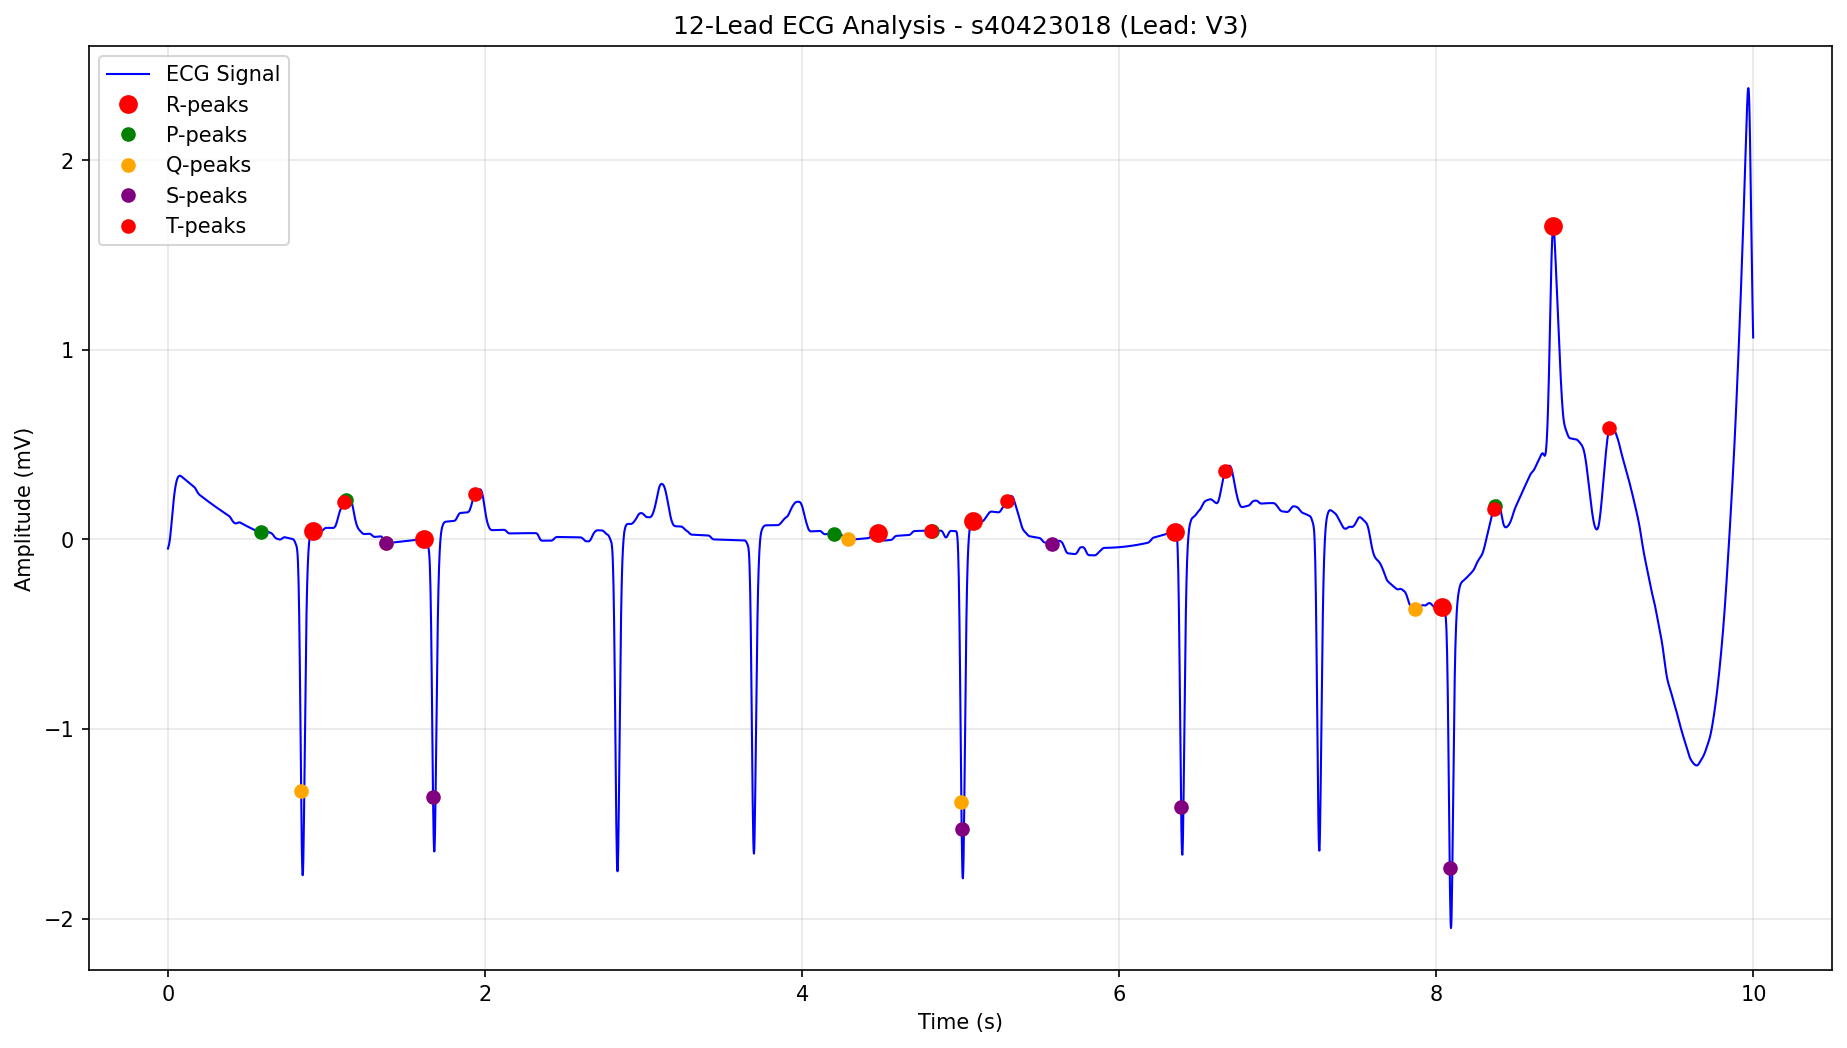 12-Lead ECG Analysis - s40423018 (Lead: V3)
ECG Signal
R-peaks
P-peaks
Q-peaks
S-peaks
T-peaks
Amplitude (mV)
2
1
0
−1
−2
0
2
4
6
8
10
Time (s)